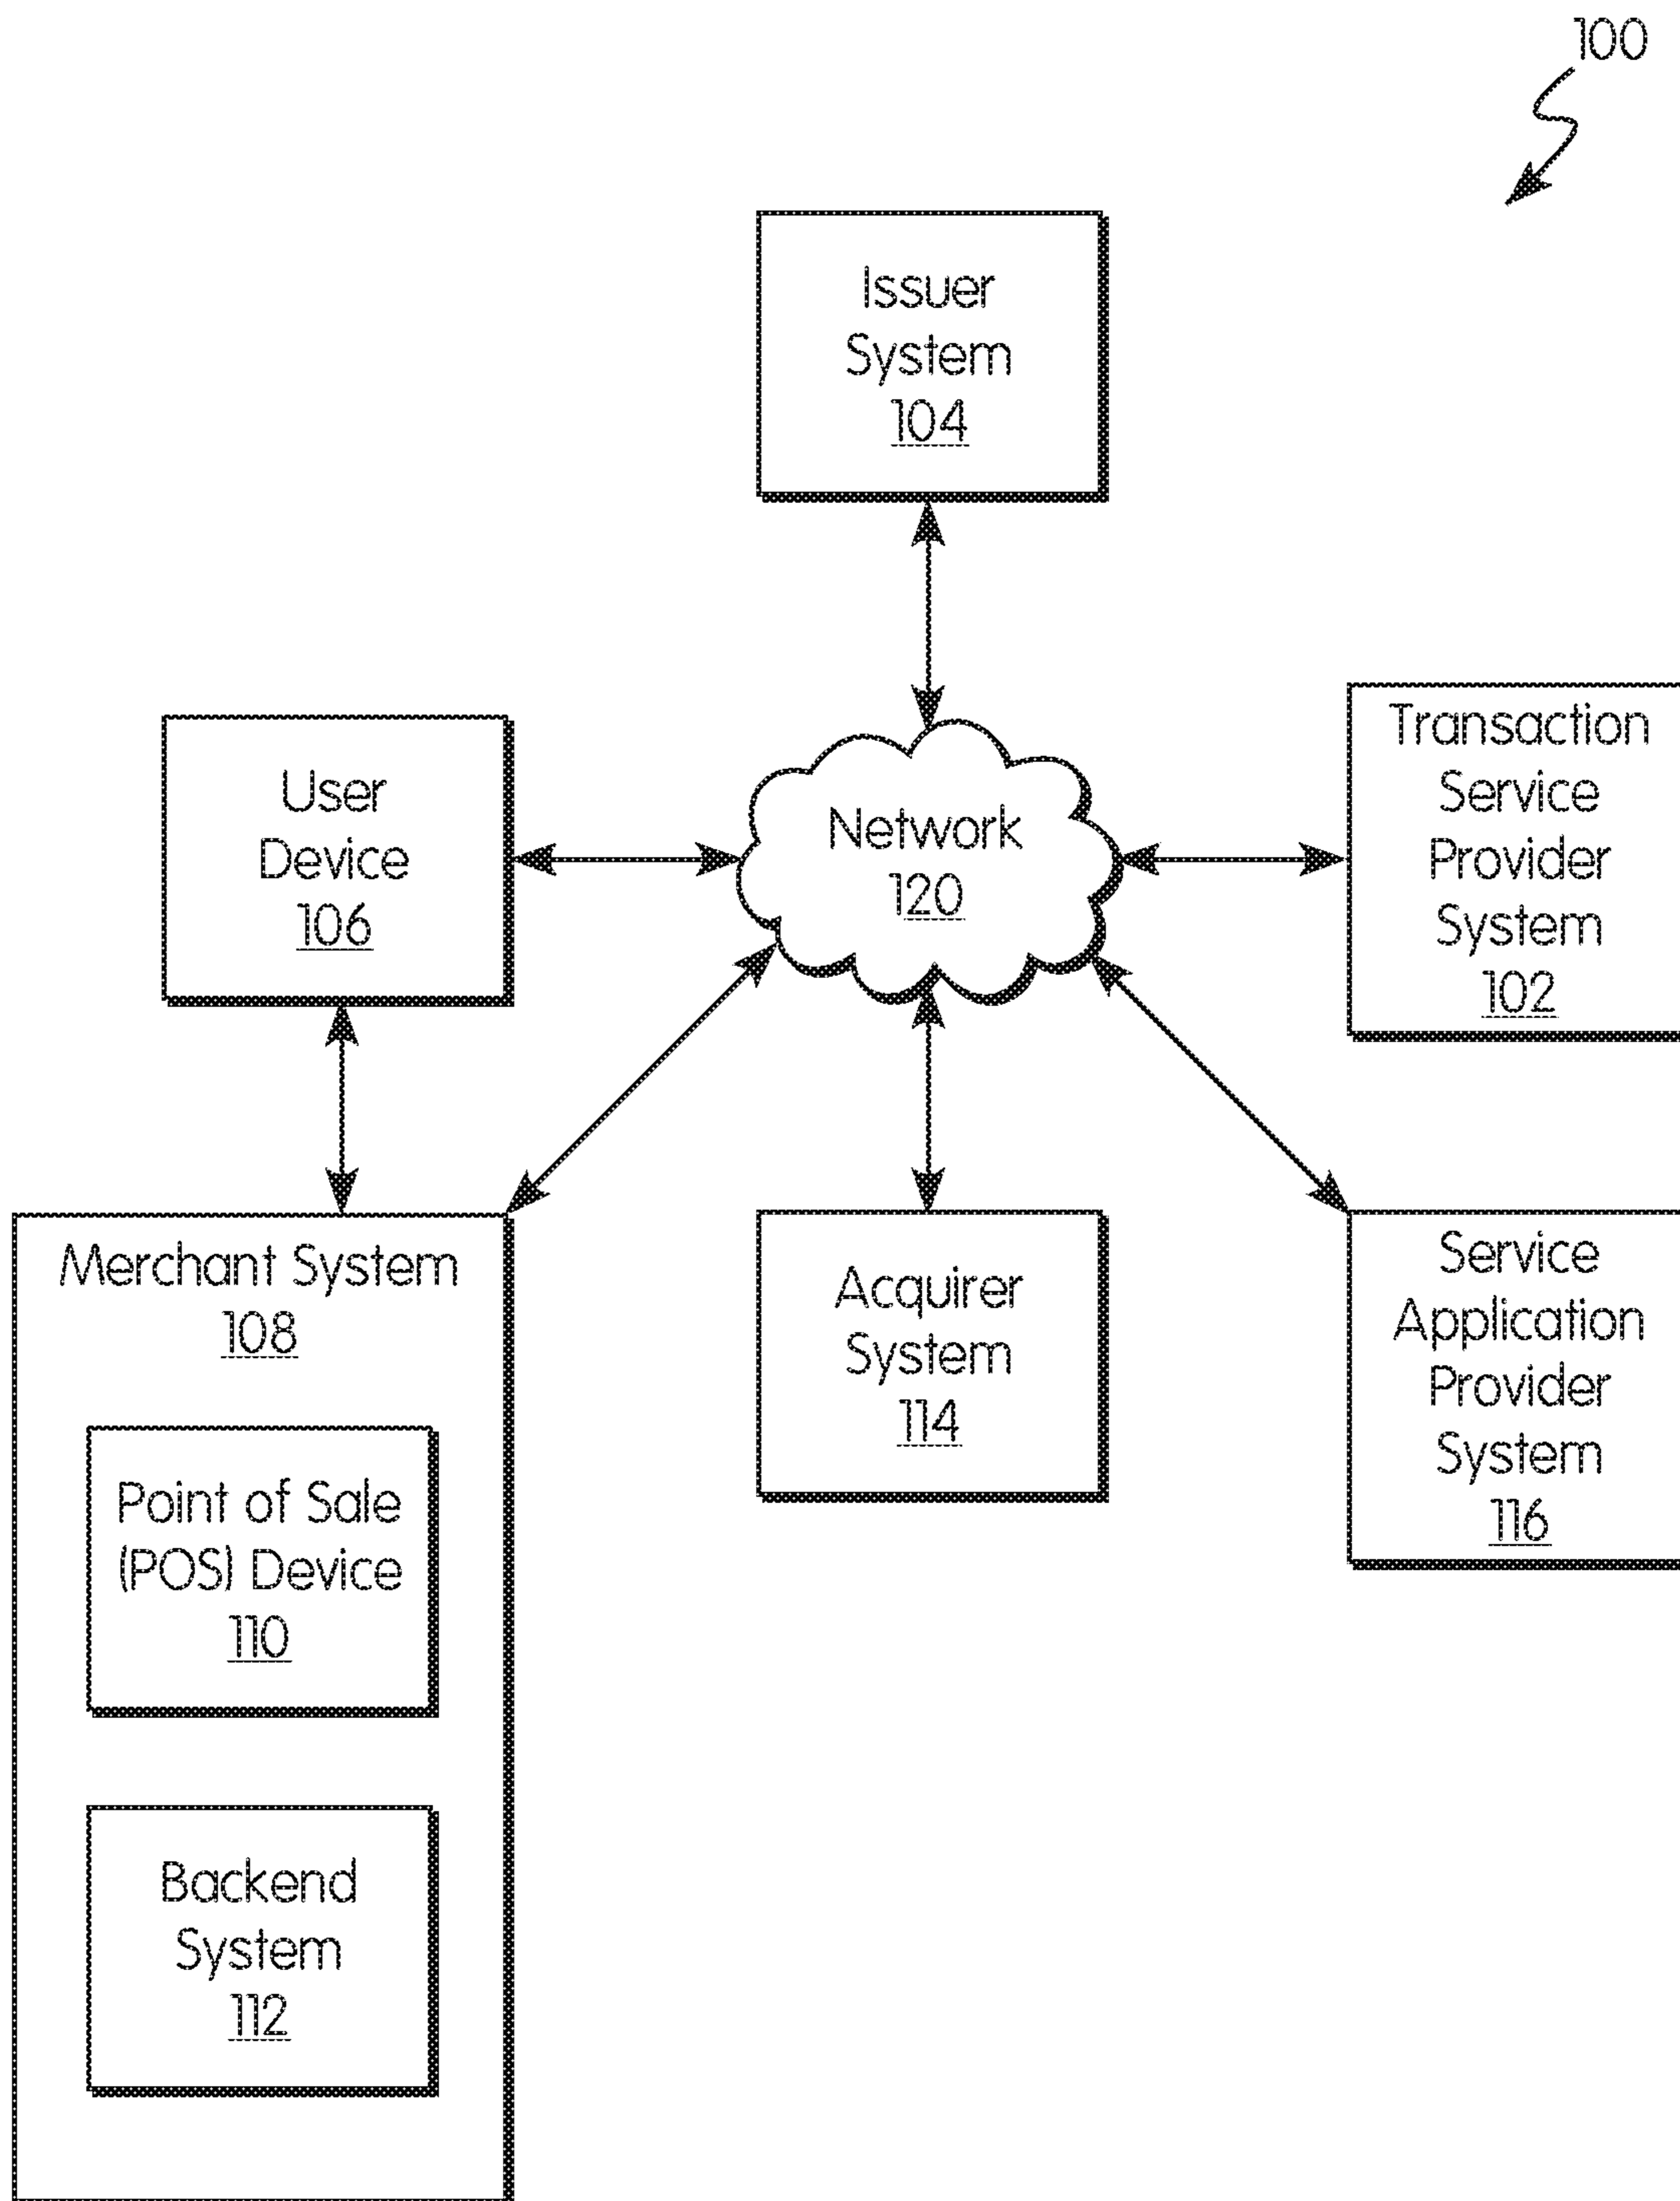 100
Issuer
System
104
User
Device
106
Network
120
Transaction
Service
Provider
System
102
Merchant System
108
Point of Sale
(POS) Device
110
Backend
System
112
Acquirer
System
114
Service
Application
Provider
System
116